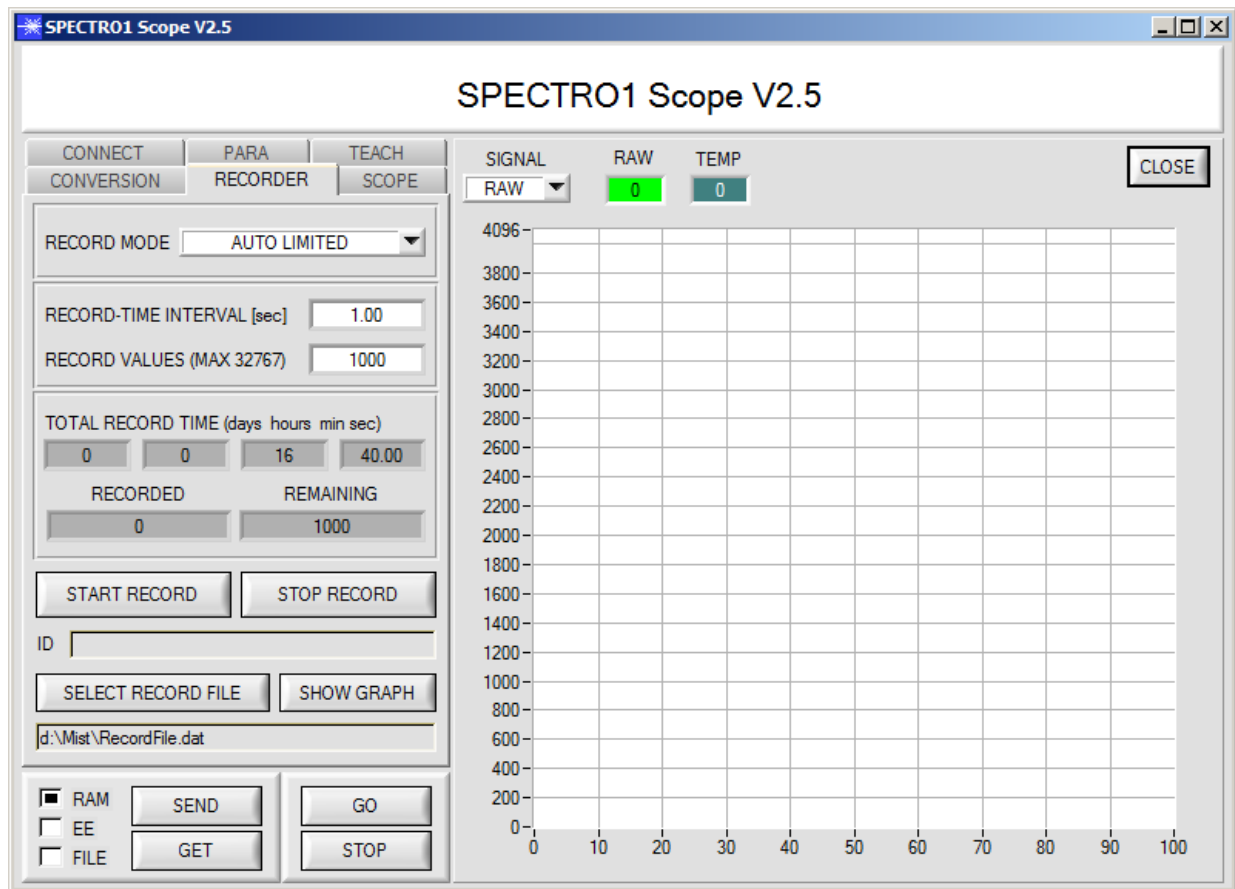 SPECTRO1 Scope V2.5
SPECTRO1 Scope V2.5
CONNECT PARA TEACH
CONVERSION RECORDER SCOPE
RECORD MODE AUTO LIMITED
RECORD-TIME INTERVAL [sec] 1.00
RECORD VALUES (MAX 32767) 1000
TOTAL RECORD TIME (days hours min sec)
0 0 16 40.00
RECORDED REMAINING
0 1000
START RECORD STOP RECORD
ID
SELECT RECORD FILE SHOW GRAPH
d:\Mist\RecordFile.dat
RAM
EE
FILE
SEND
GET
GO
STOP
SIGNAL RAW TEMP
RAW 0 0
CLOSE
4096
3800
3600
3400
3200
3000
2800
2600
2400
2200
2000
1800
1600
1400
1200
1000
800
600
400
200
0
0 10 20 30 40 50 60 70 80 90 100